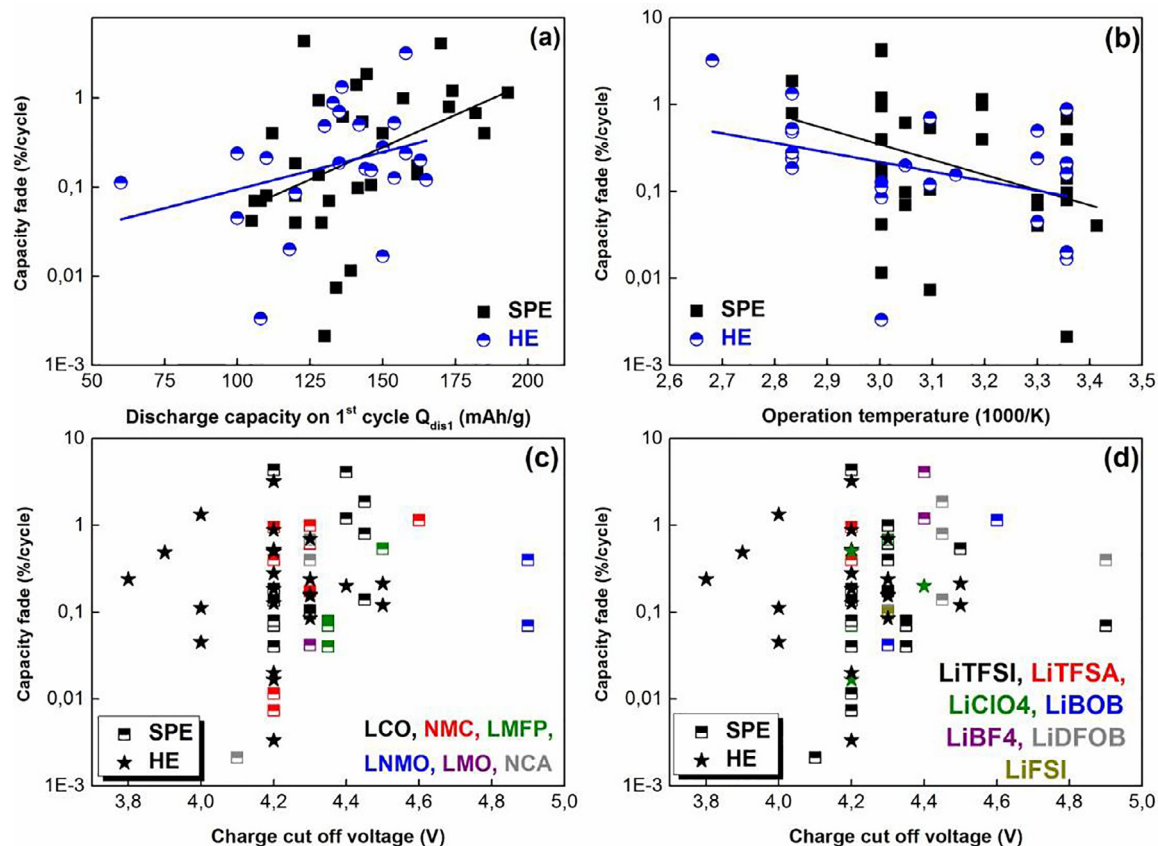 (a)
10
1
0,1
0,01
1E-3
Capacity fade (%/cycle)
SPE
HE
50 75 100 125 150 175 200
Discharge capacity on 1st cycle Qdis1 (mAh/g)
(b)
10
1
0,1
0,01
1E-3
Capacity fade (%/cycle)
SPE
HE
2,6 2,7 2,8 2,9 3,0 3,1 3,2 3,3 3,4 3,5
Operation temperature (1000/K)
(c)
10
1
0,1
0,01
1E-3
Capacity fade (%/cycle)
SPE
HE
LCO, NMC, LMFP,
LNMO, LMO, NCA
3,8 4,0 4,2 4,4 4,6 4,8 5,0
Charge cut off voltage (V)
(d)
10
1
0,1
0,01
1E-3
Capacity fade (%/cycle)
SPE
HE
LiTFSI, LiTFSA,
LiClO4, LiBOB
LiBF4, LiDFOB
LiFSI
3,8 4,0 4,2 4,4 4,6 4,8 5,0
Charge cut off voltage (V)